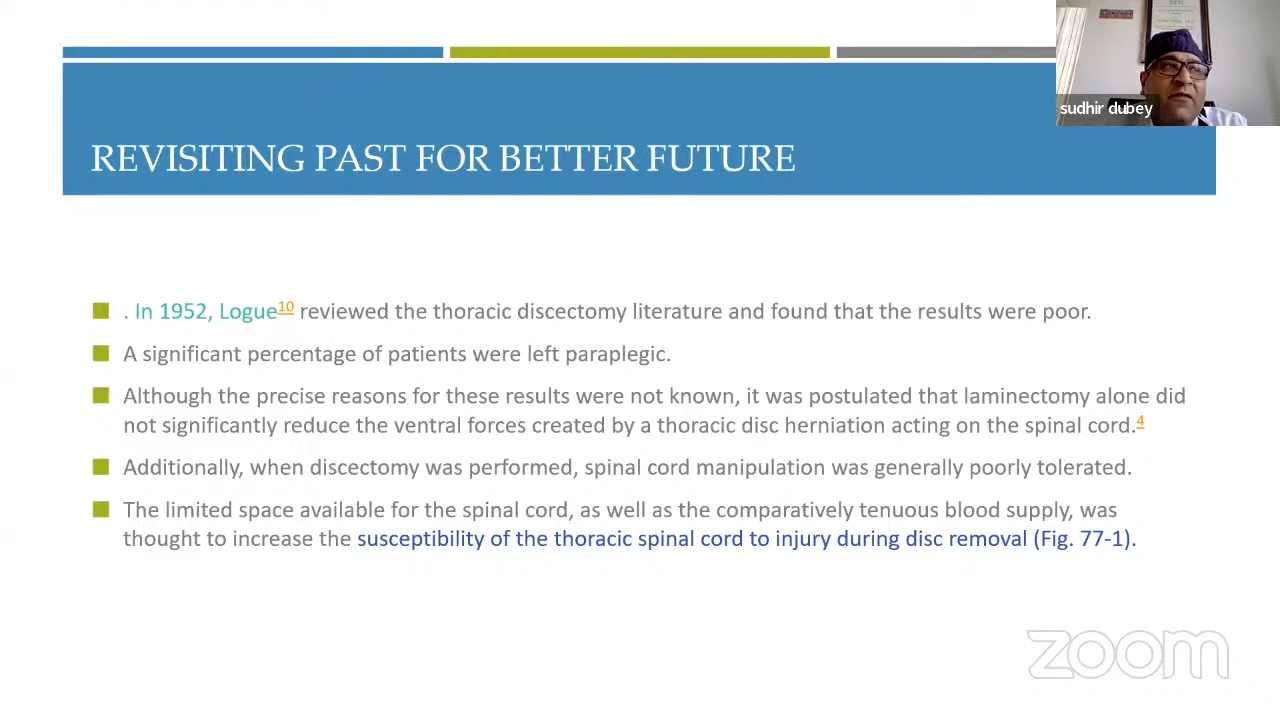 sudhir dubey
REVISITING PAST FOR BETTER FUTURE
. In 1952, Logue10 reviewed the thoracic discectomy literature and found that the results were poor.
A significant percentage of patients were left paraplegic.
Although the precise reasons for these results were not known, it was postulated that laminectomy alone did
not significantly reduce the ventral forces created by a thoracic disc herniation acting on the spinal cord.4
Additionally, when discectomy was performed, spinal cord manipulation was generally poorly tolerated.
The limited space available for the spinal cord, as well as the comparatively tenuous blood supply, was
thought to increase the susceptibility of the thoracic spinal cord to injury during disc removal (Fig. 77-1).
zoom